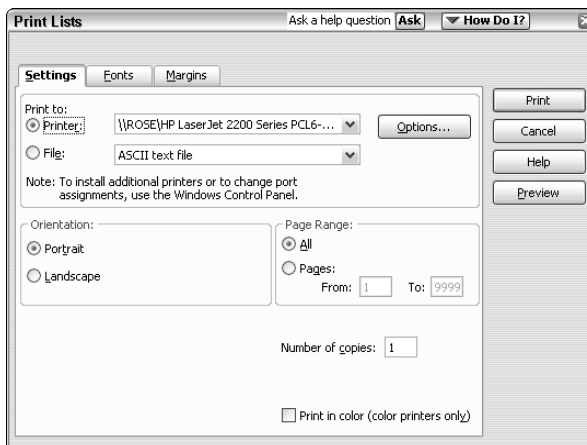 Print Lists
Ask a help question Ask How Do I?
Settings Fonts Margins
Print to:
Printer: \\ROSE\HP LaserJet 2200 Series PCL6-... Options...
File: ASCII text file
Note: To install additional printers or to change port
assignments, use the Windows Control Panel.
Print
Cancel
Help
Preview
Orientation:
Portrait
Landscape
Page Range:
All
Pages:
From: 1 To: 9999
Number of copies: 1
Print in color (color printers only)